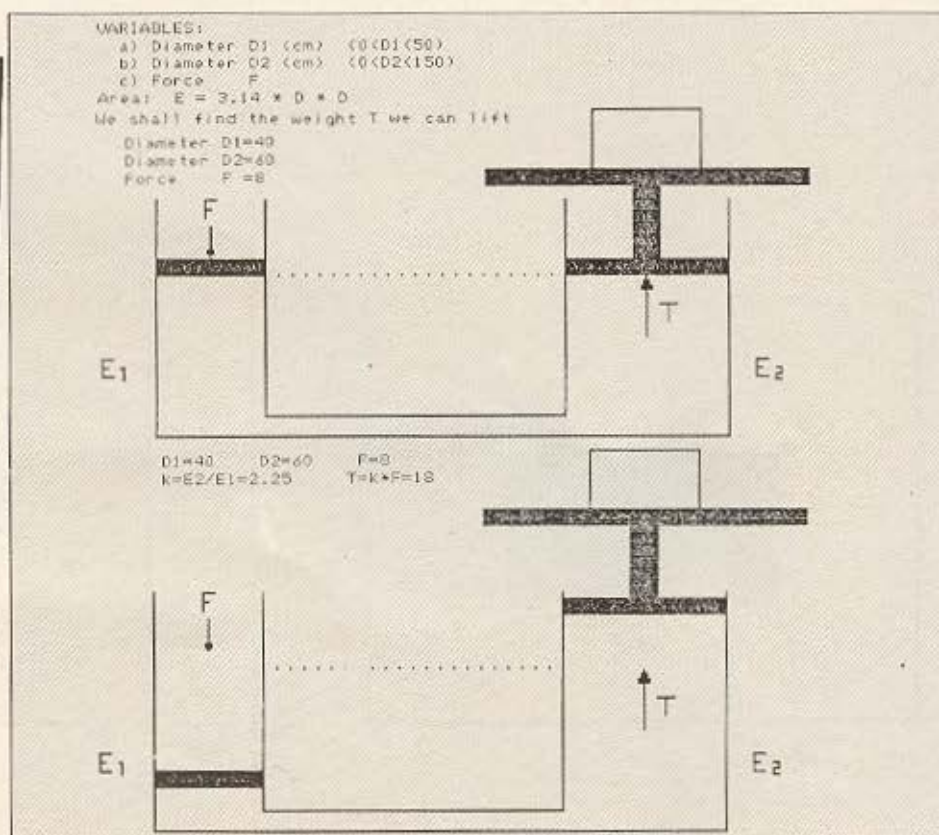 VARIABLES:
a) Diameter D1 (cm) (0<D1<50)
b) Diameter D2 (cm) (0<D2<150)
c) Force F
Area: E = 3.14 * D * D
We shall find the weight T we can lift
Diameter D1=40
Diameter D2=60
Force F =8
F
T
E1
E2
D1=40 D2=60 F=8
k=E2/E1=2.25 T=k*F=18
F
T
E1
E2